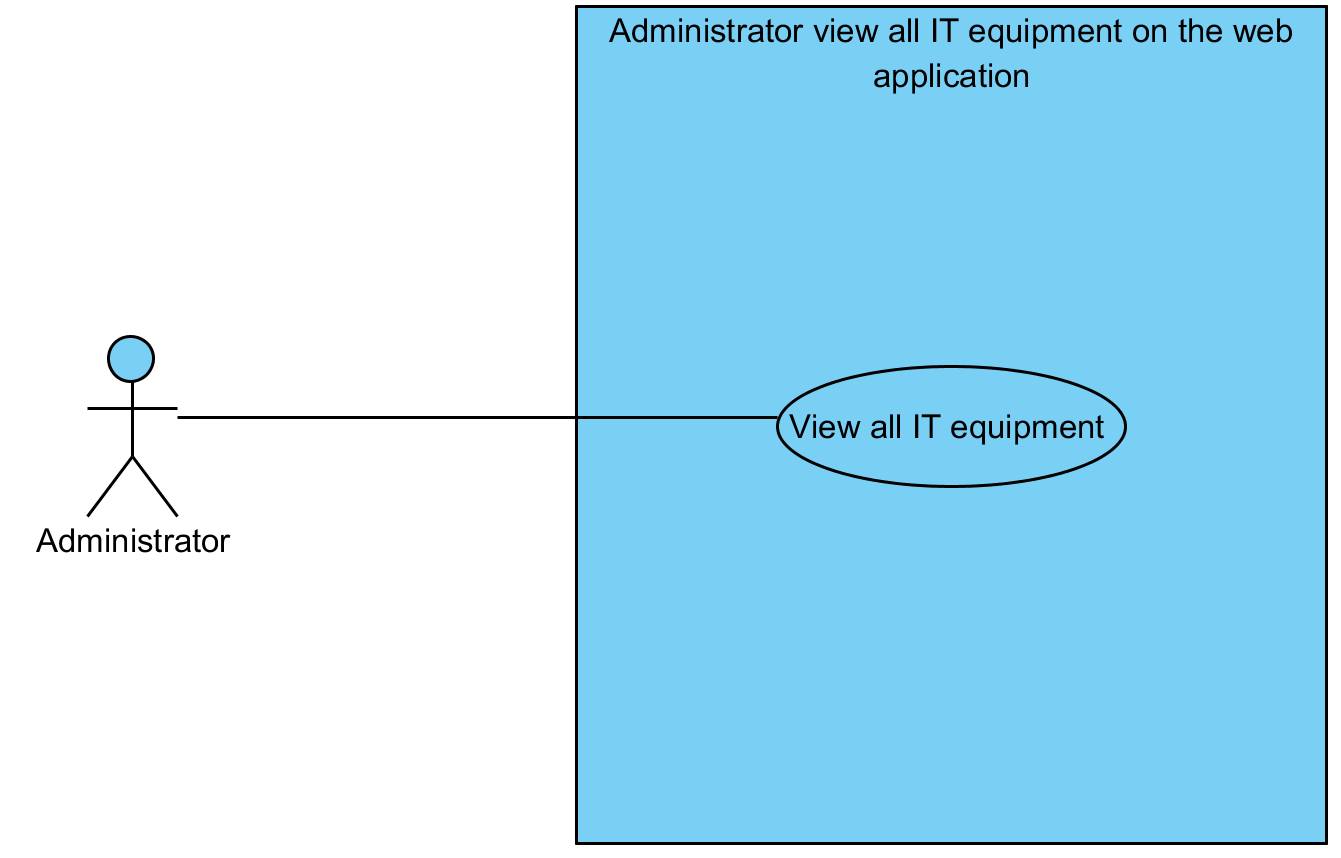 Administrator view all IT equipment on the web
application
View all IT equipment
Administrator